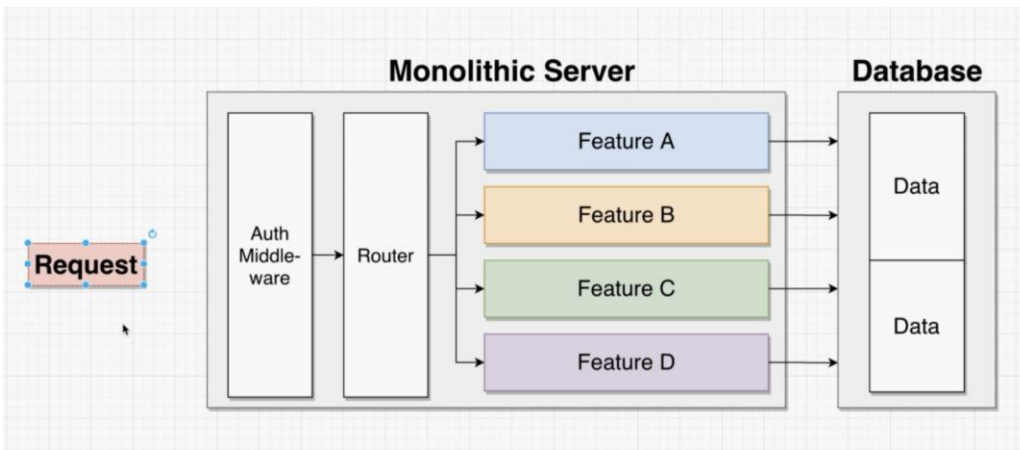 Monolithic Server
Database
Request
Auth
Middle-
ware
Router
Feature A
Feature B
Feature C
Feature D
Data
Data